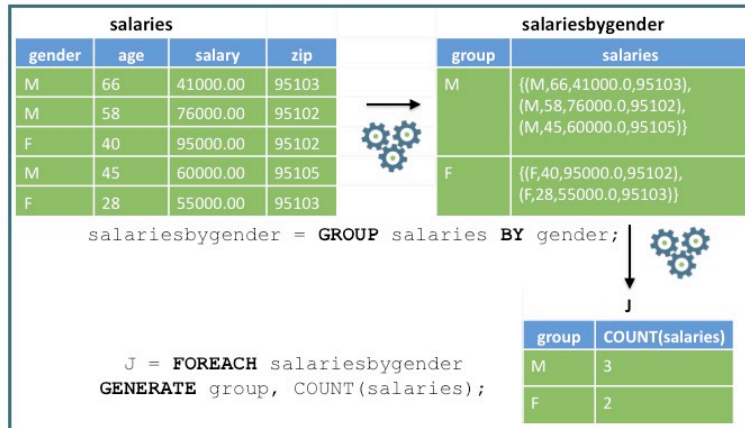 salaries
gender age salary zip
M 66 41000.00 95103
M 58 76000.00 95102
F 40 95000.00 95102
M 45 60000.00 95105
F 28 55000.00 95103
salariesbygender
group salaries
M {(M,66,41000.0,95103),
(M,58,76000.0,95102),
(M,45,60000.0,95105)}
F {(F,40,95000.0,95102),
(F,28,55000.0,95103)}
salariesbygender = GROUP salaries BY gender;
J = FOREACH salariesbygender
GENERATE group, COUNT(salaries);
J
group COUNT(salaries)
M 3
F 2